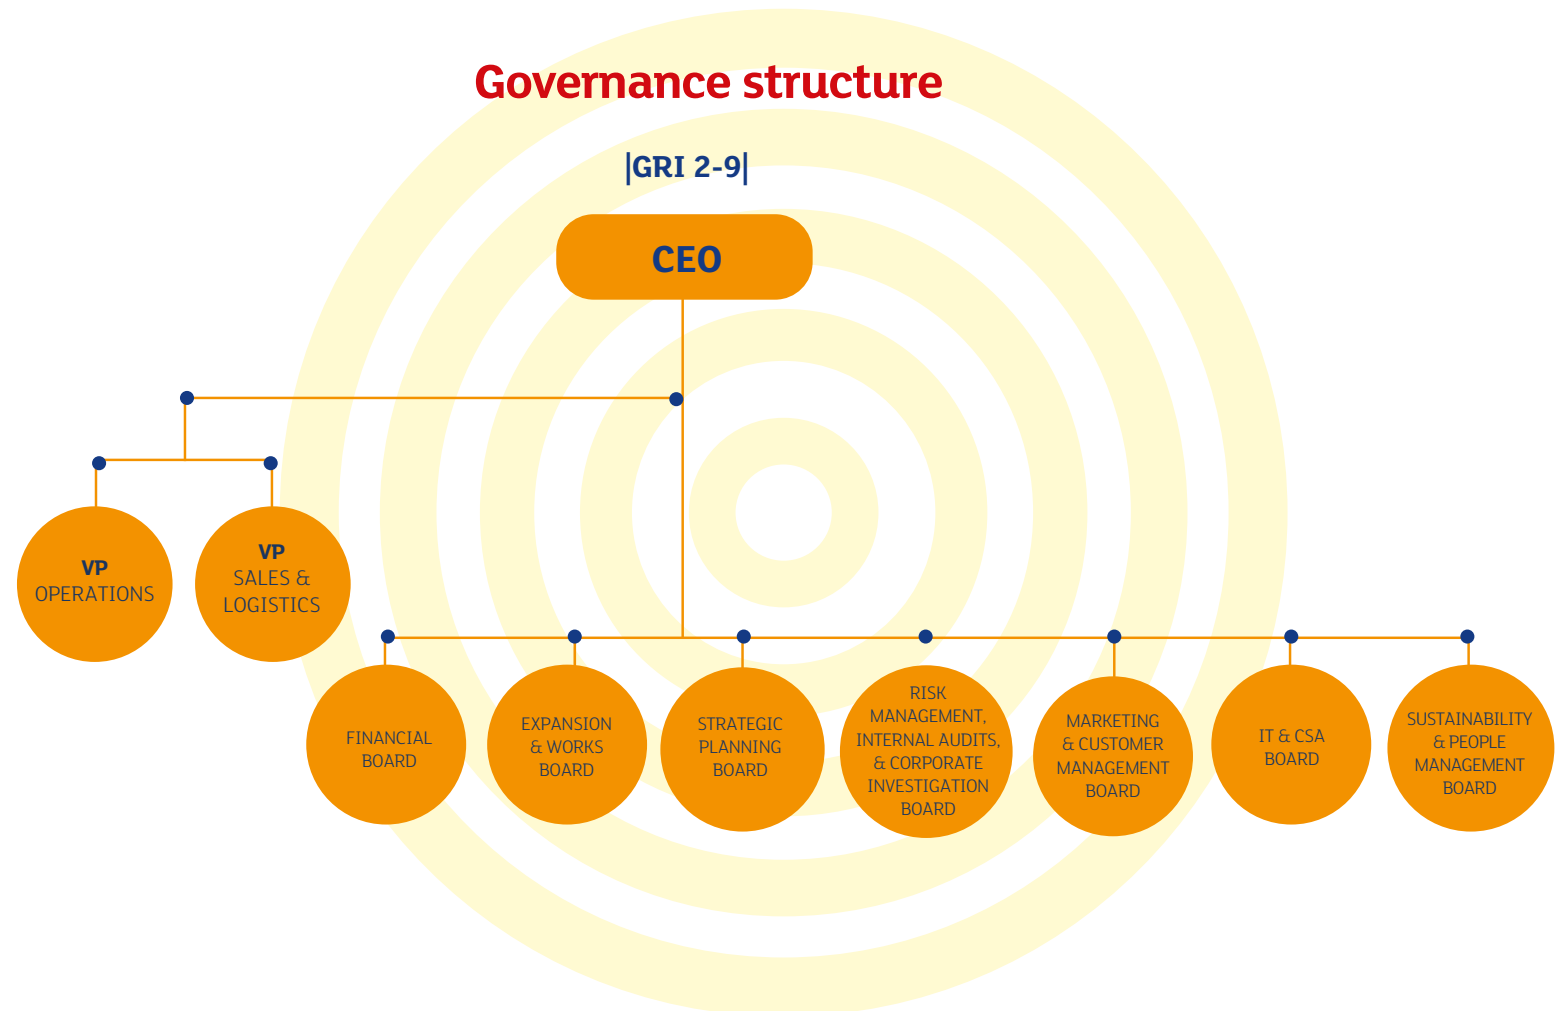 Governance structure
|GRI 2-9|
CEO
VP
OPERATIONS
VP
SALES &
LOGISTICS
FINANCIAL
BOARD
EXPANSION
& WORKS
BOARD
STRATEGIC
PLANNING
BOARD
RISK
MANAGEMENT,
INTERNAL AUDITS,
& CORPORATE
INVESTIGATION
BOARD
MARKETING
& CUSTOMER
MANAGEMENT
BOARD
IT & CSA
BOARD
SUSTAINABILITY
& PEOPLE
MANAGEMENT
BOARD